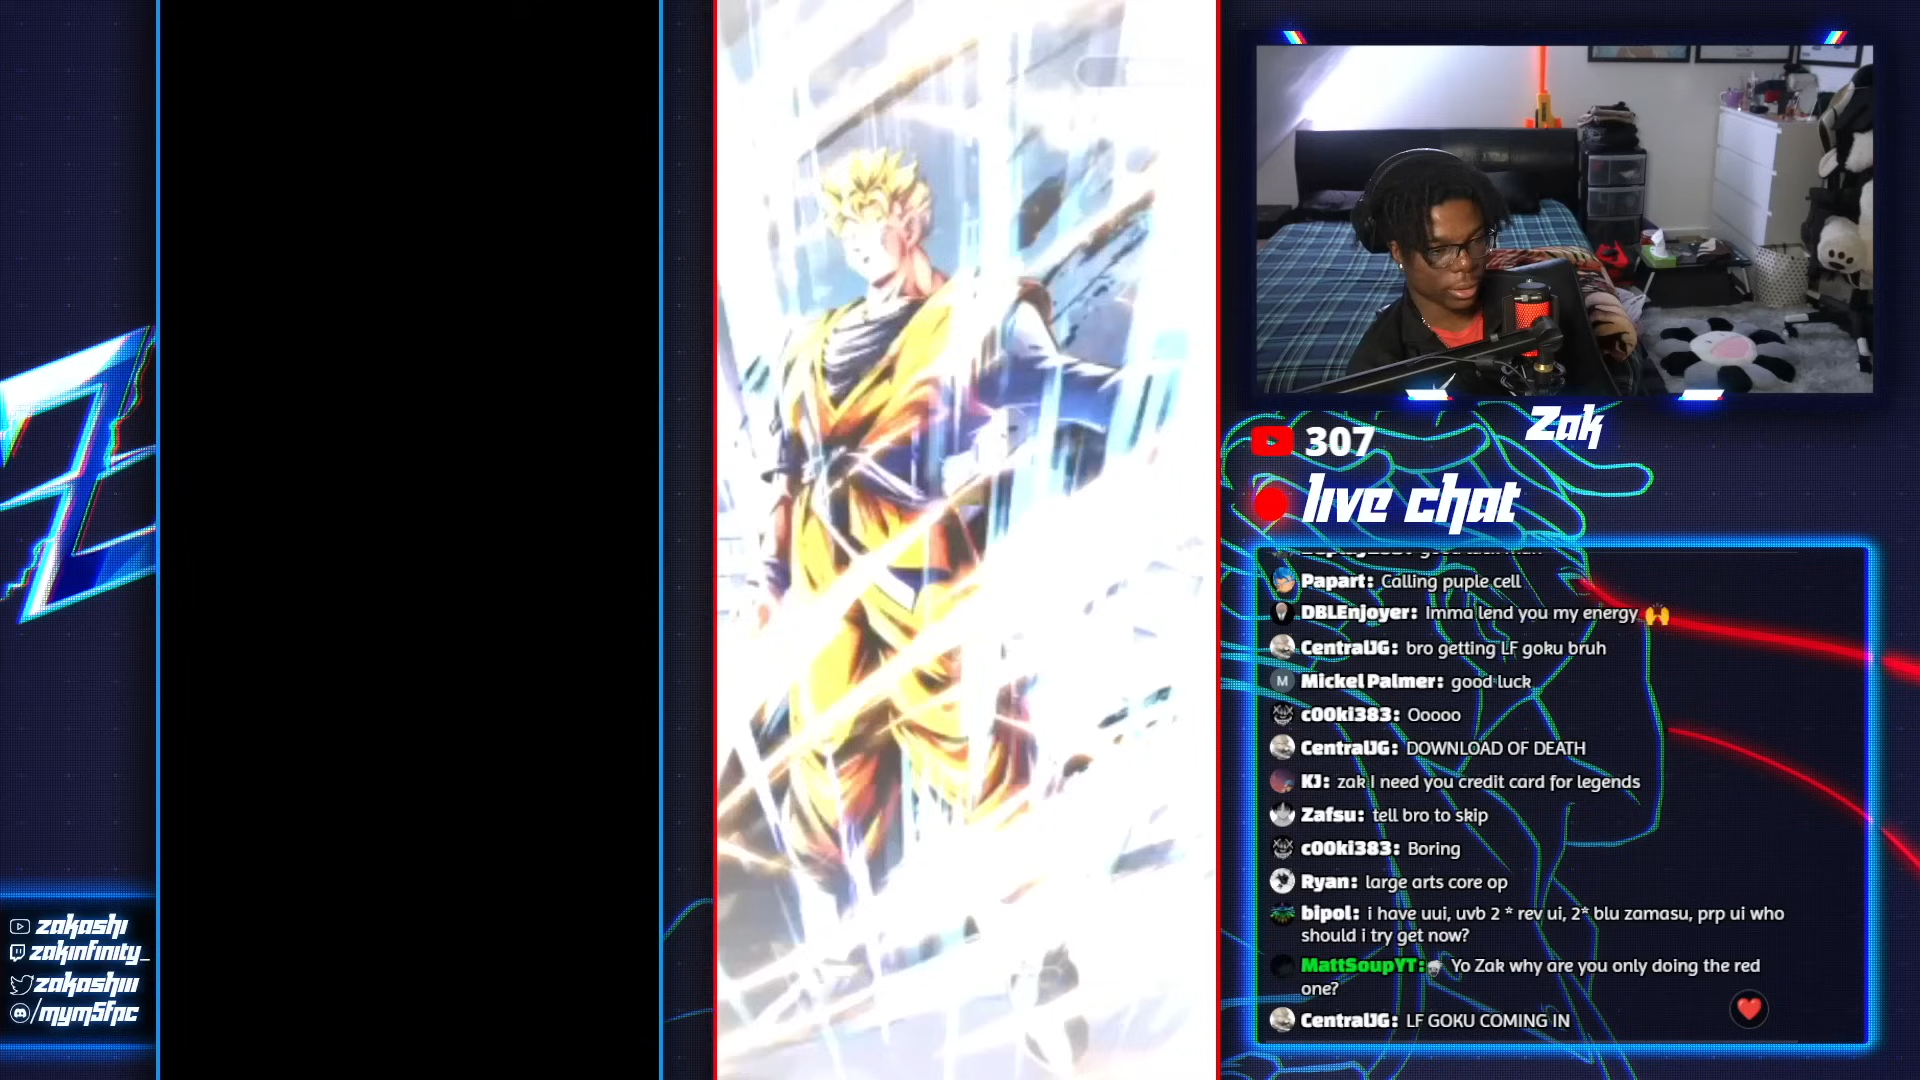 zakashi
zakinfinity_
zakashiii
/mym5fpc
Zak
307
live chat
Papart: Calling puple cell
DBLEnjoyer: Imma lend you my energy 🙌
CentralJG: bro getting LF goku bruh
M Mickel Palmer: good luck
c00ki383: Ooooo
CentralJG: DOWNLOAD OF DEATH
KJ: zak I need you credit card for legends
Zafsu: tell bro to skip
c00ki383: Boring
Ryan: large arts core op
bipol: i have uui, uvb 2 * rev ui, 2* blu zamasu, prp ui who
should i try get now?
MattSoupYT: Yo Zak why are you only doing the red
one?
CentralJG: LF GOKU COMING IN